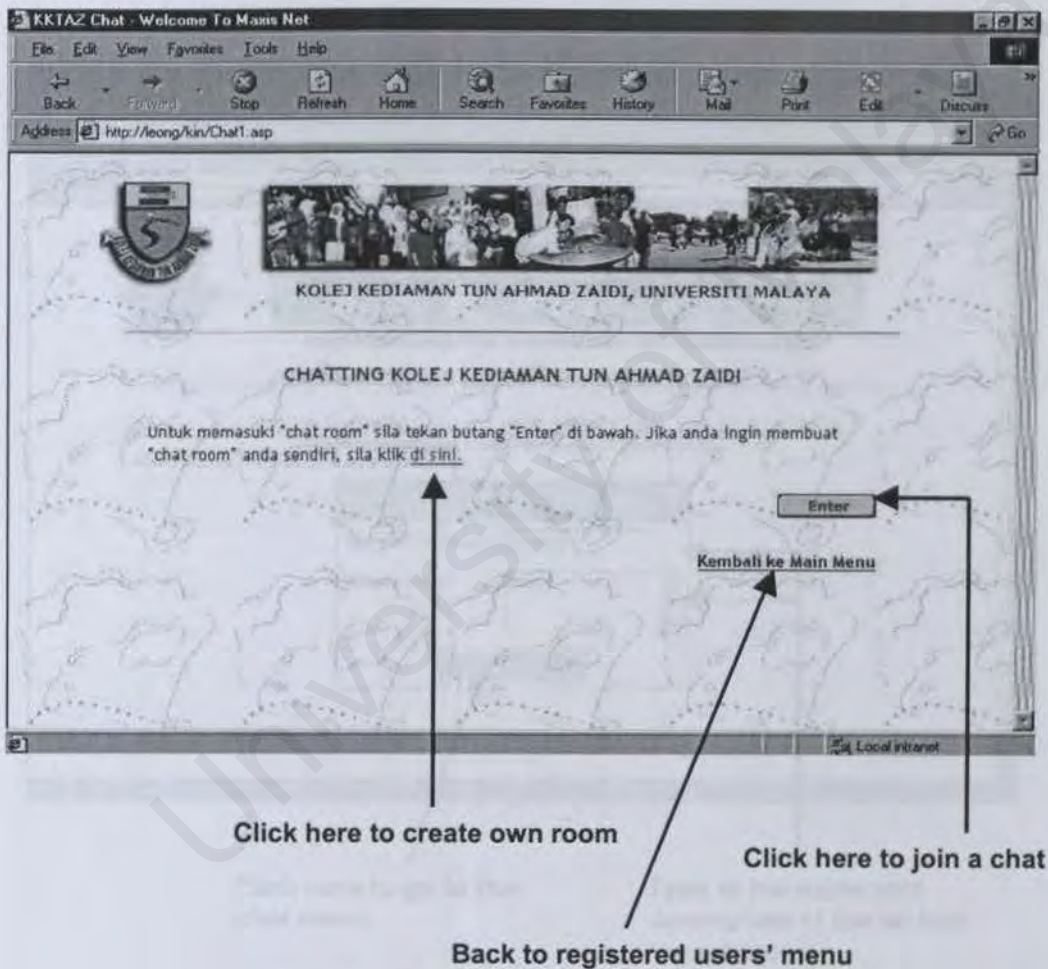 KKTAZ Chat - Welcome To Maxis Net
File Edit View Favorites Tools Help
Back Forward Stop Refresh Home Search Favorites History Mail Print Edit Discuss
Address http://leong/kin/Chat1.asp Go
KOLEJ KEDIAMAN TUN AHMAD ZAIDI, UNIVERSITI MALAYA
CHATTING KOLEJ KEDIAMAN TUN AHMAD ZAIDI
Untuk memasuki "chat room" sila tekan butang "Enter" di bawah. Jika anda ingin membuat
"chat room" anda sendiri, sila klik di sini.
Enter
Kembali ke Main Menu
Local intranet
Click here to create own room
Click here to join a chat
Back to registered users' menu
University of Malaya